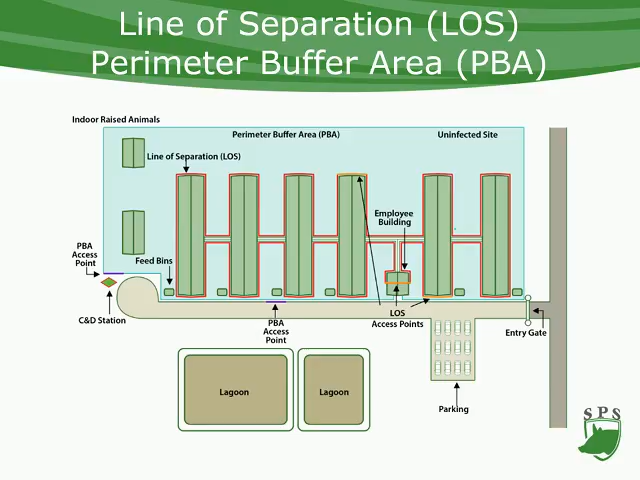 Line of Separation (LOS)
Perimeter Buffer Area (PBA)
Indoor Raised Animals
Perimeter Buffer Area (PBA)
Uninfected Site
Line of Separation (LOS)
Employee
Building
PBA
Access
Point
Feed Bins
C&D Station
PBA
Access
Point
LOS
Access Points
Entry Gate
Lagoon
Lagoon
Parking
SPS